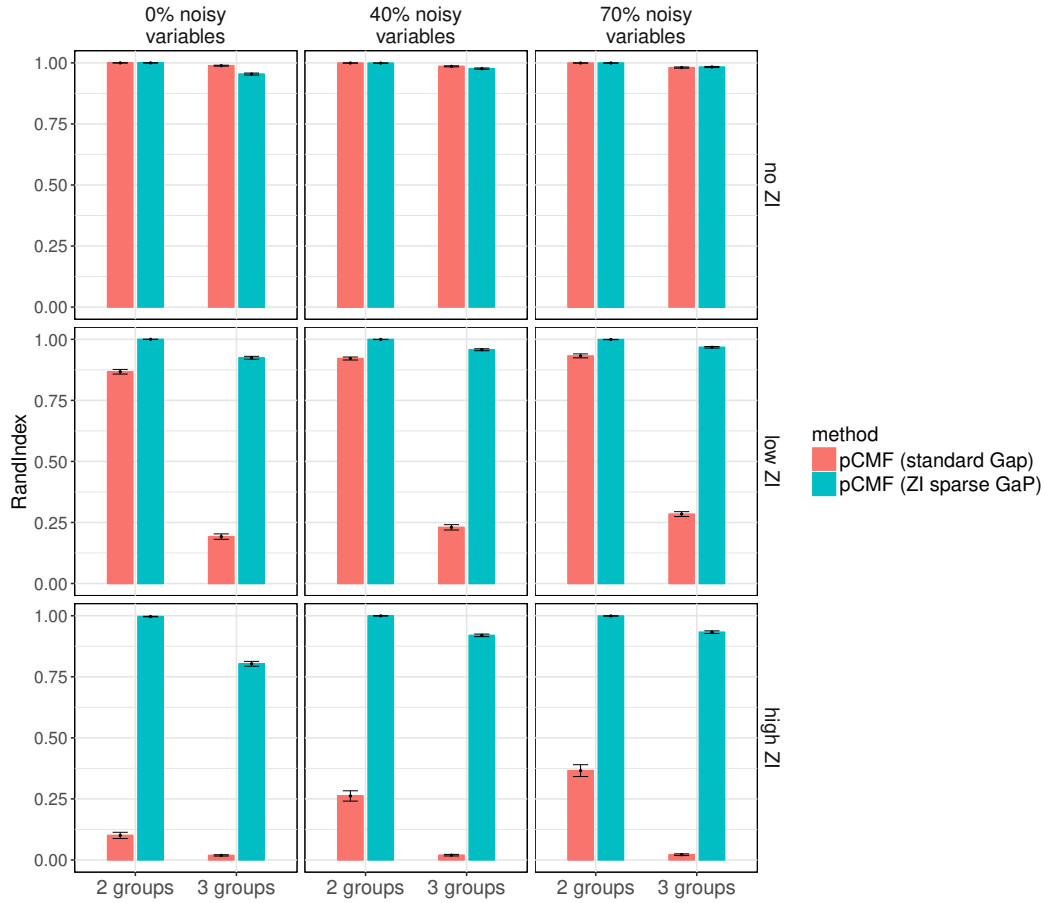 0% noisy
variables
40% noisy
variables
70% noisy
variables
1.00
0.75
0.50
0.25
0.00
no ZI
1.00
0.75
0.50
0.25
0.00
low ZI
1.00
0.75
0.50
0.25
0.00
high ZI
RandIndex
2 groups 3 groups 2 groups 3 groups 2 groups 3 groups
method
pCMF (standard Gap)
pCMF (ZI sparse GaP)